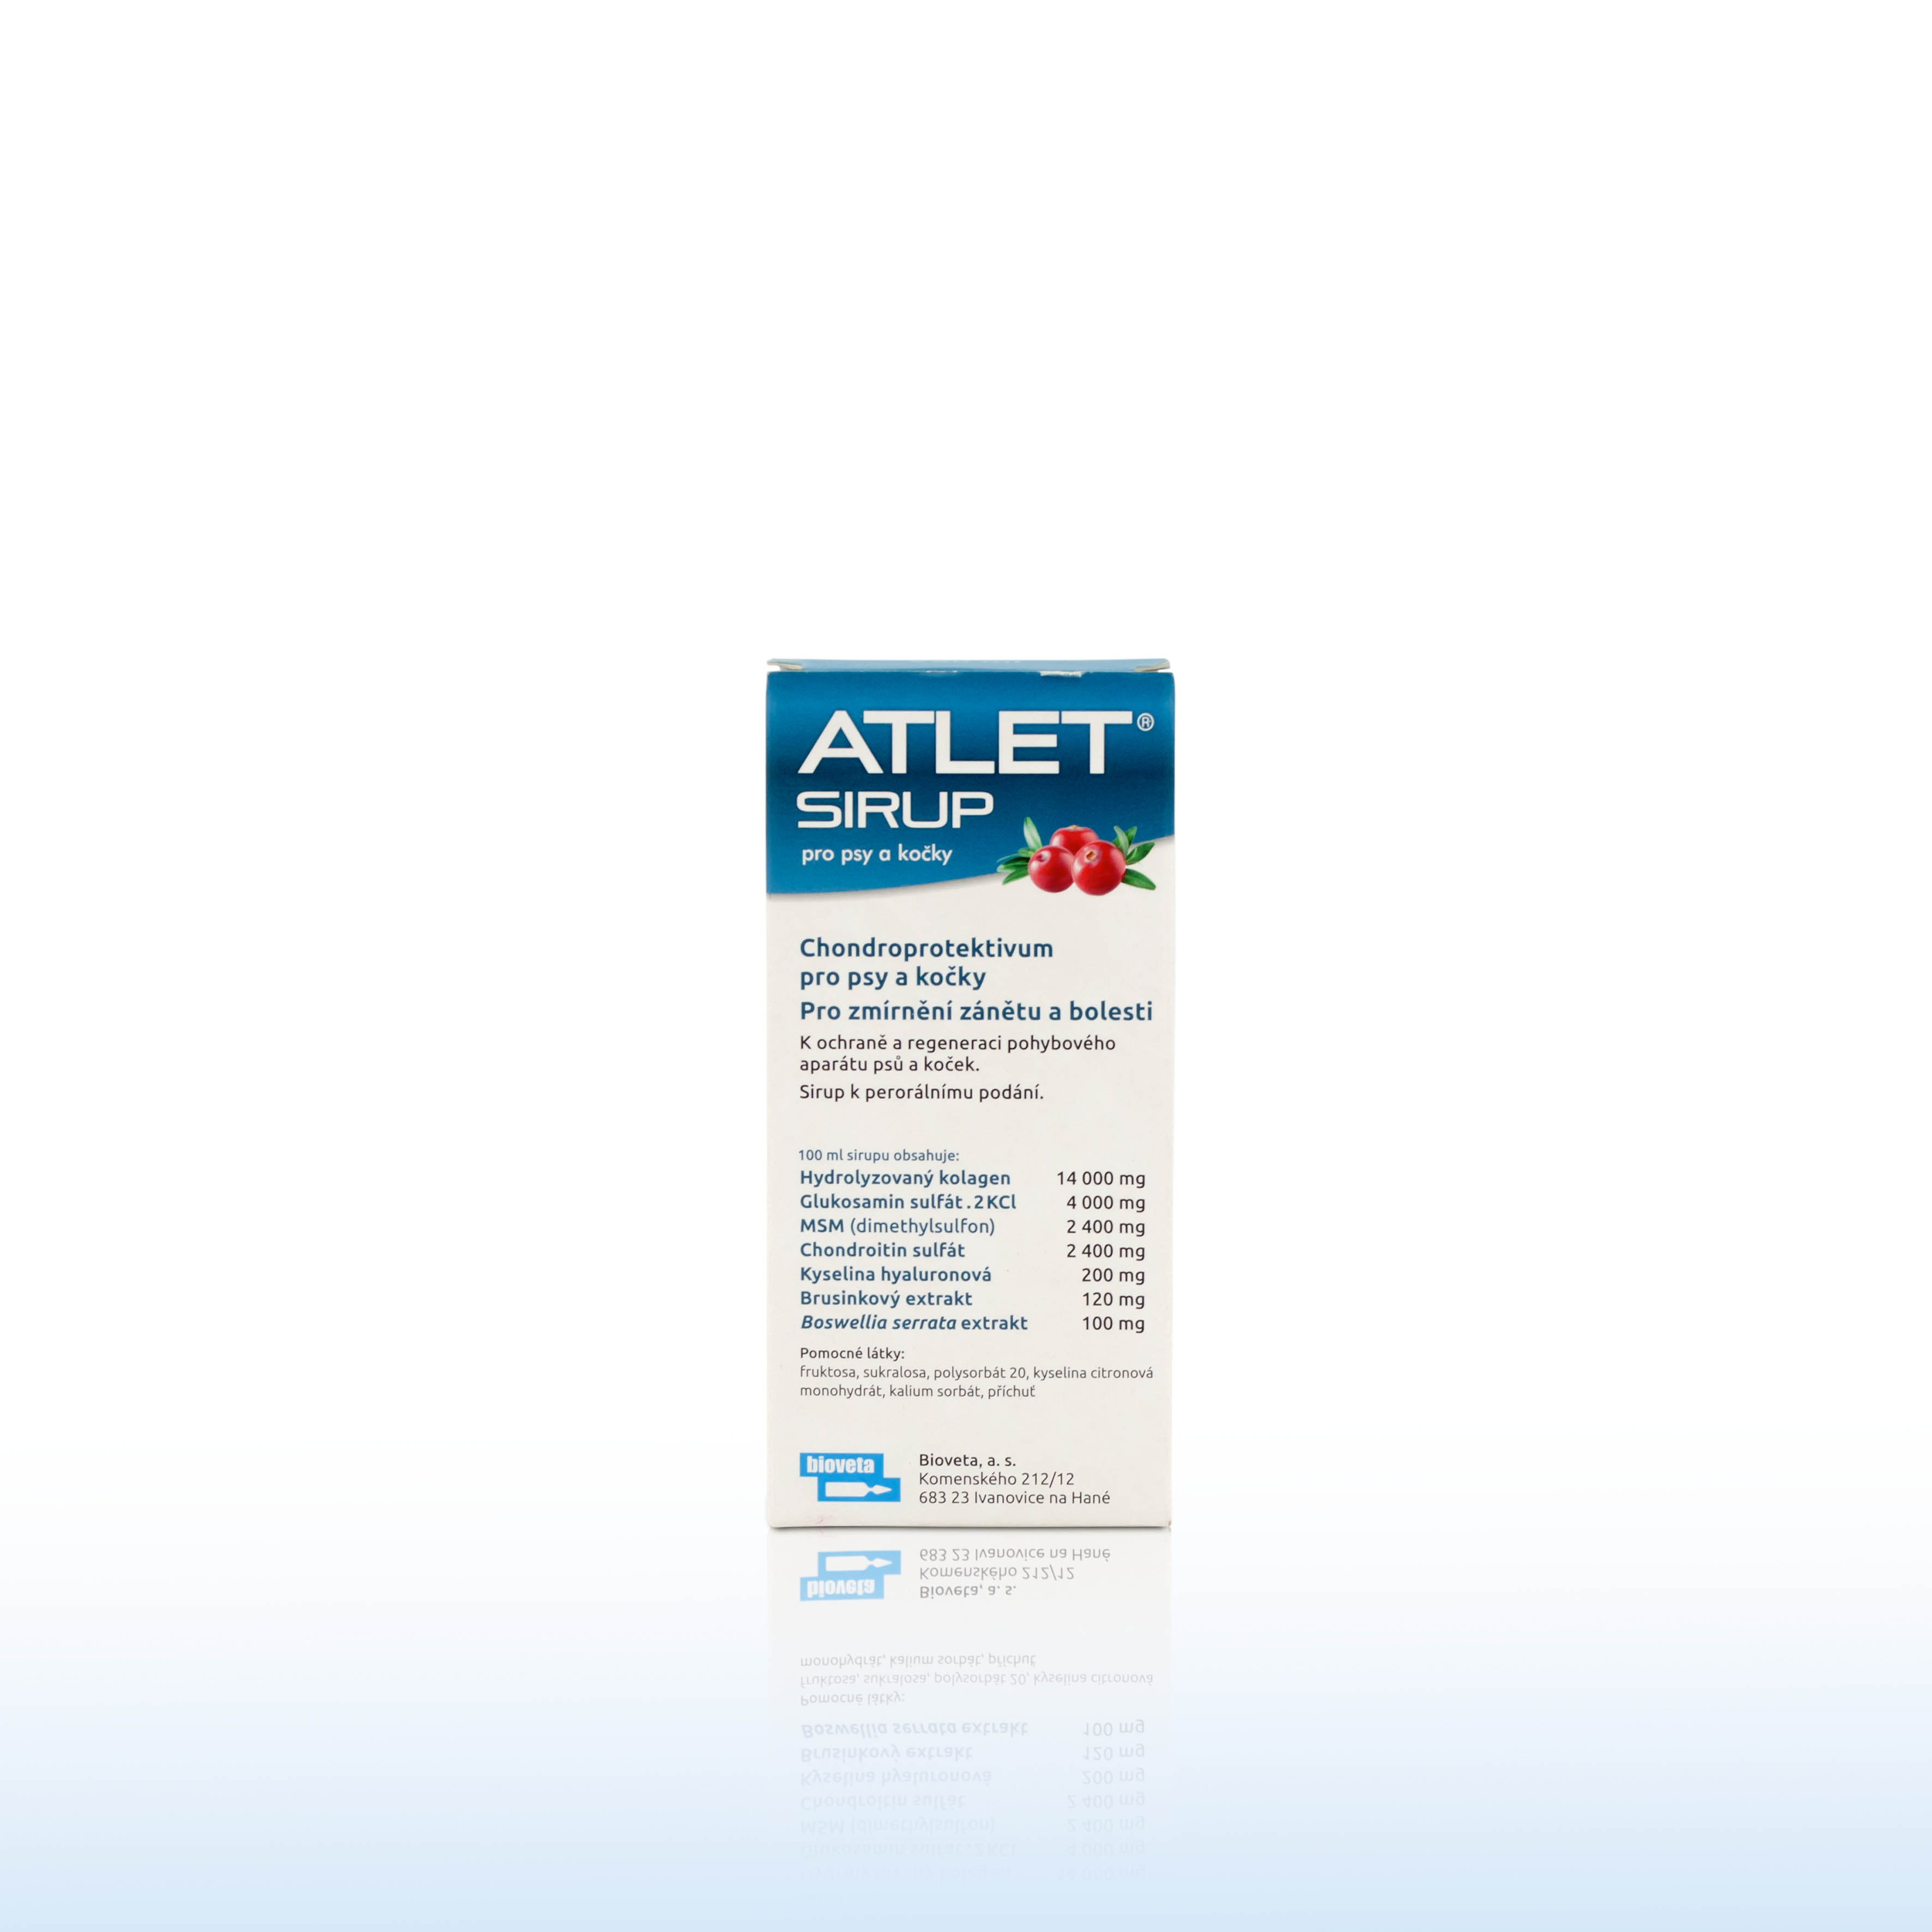 ATLET®
SIRUP
pro psy a kočky
Chondroprotektivum
pro psy a kočky
Pro zmírnění zánětu a bolesti
K ochraně a regeneraci pohybového
aparátu psů a koček.
Sirup k perorálnímu podání.
100 ml sirupu obsahuje:
Hydrolyzovaný kolagen 14 000 mg
Glukosamin sulfát . 2 KCl 4 000 mg
MSM (dimethylsulfon) 2 400 mg
Chondroitin sulfát 2 400 mg
Kyselina hyaluronová 200 mg
Brusinkový extrakt 120 mg
Boswellia serrata extrakt 100 mg
Pomocné látky:
fruktosa, sukralosa, polysorbát 20, kyselina citronová
monohydrát, kalium sorbát, příchuť
bioveta
Bioveta, a. s.
Komenského 212/12
683 23 Ivanovice na Hané